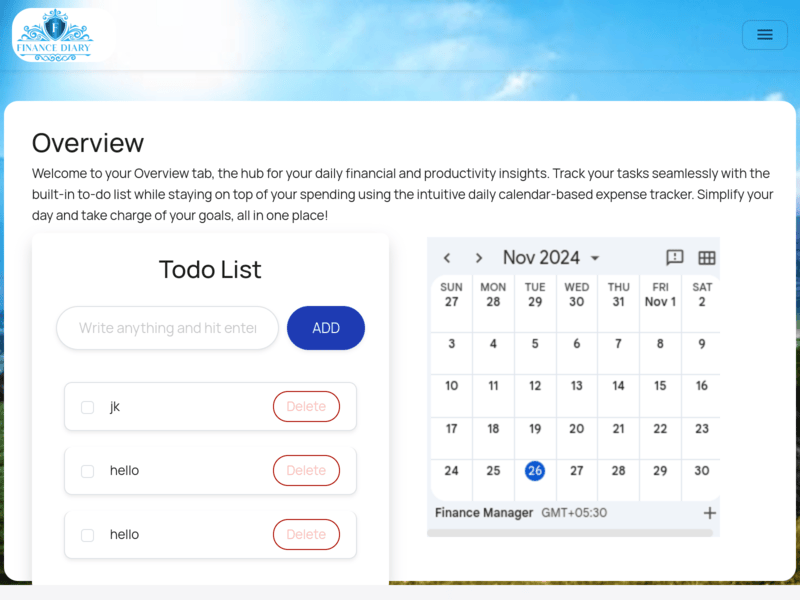 F
FINANCE DIARY
Overview
Welcome to your Overview tab, the hub for your daily financial and productivity insights. Track your tasks seamlessly with the
built-in to-do list while staying on top of your spending using the intuitive daily calendar-based expense tracker. Simplify your
day and take charge of your goals, all in one place!
Todo List
Write anything and hit enter
ADD
jk
Delete
hello
Delete
hello
Delete
Nov 2024
SUN MON TUE WED THU FRI SAT
27 28 29 30 31 Nov 1 2
3 4 5 6 7 8 9
10 11 12 13 14 15 16
17 18 19 20 21 22 23
24 25 26 27 28 29 30
Finance Manager GMT+05:30